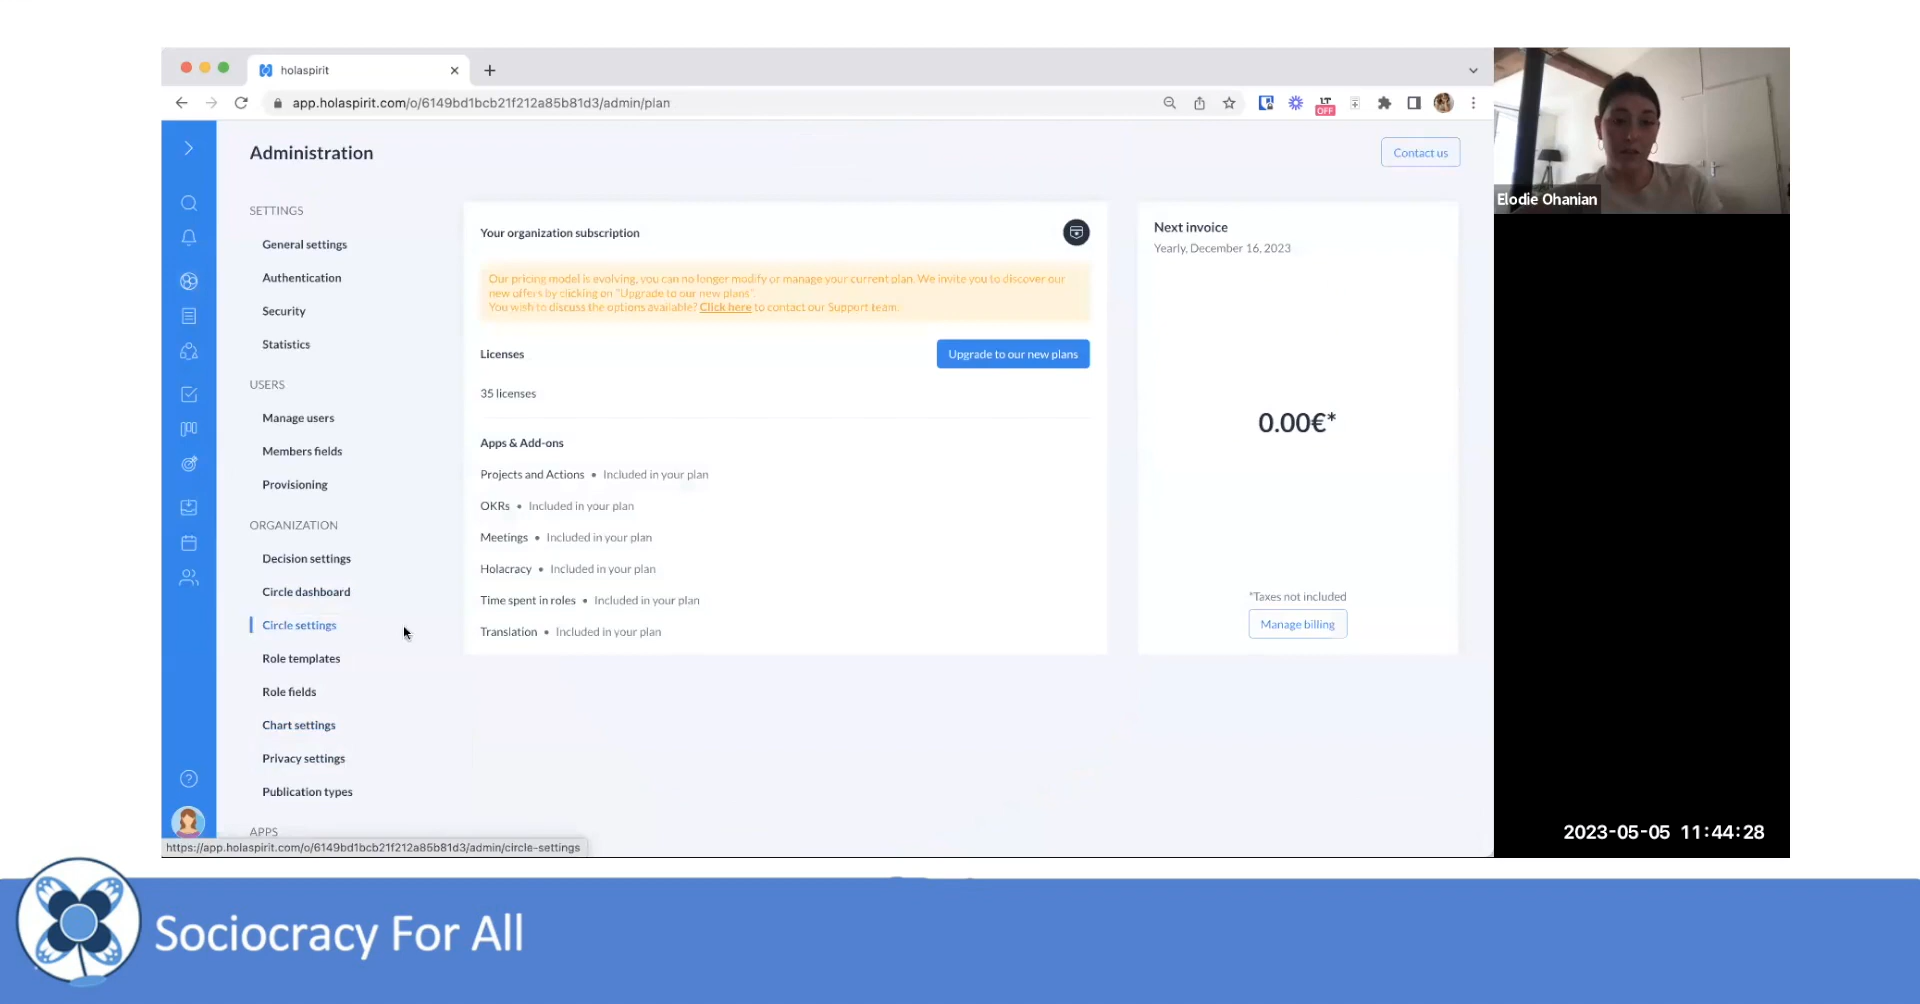 holaspirit
app.holaspirit.com/o/6149bd1bcb21f212a85b81d3/admin/plan
LT
OFF
Administration
Contact us
SETTINGS
General settings
Authentication
Security
Statistics
USERS
Manage users
Members fields
Provisioning
ORGANIZATION
Decision settings
Circle dashboard
Circle settings
Role templates
Role fields
Chart settings
Privacy settings
Publication types
APPS
Your organization subscription
Our pricing model is evolving, you can no longer modify or manage your current plan. We invite you to discover our
new offers by clicking on "Upgrade to our new plans".
You wish to discuss the options available? Click here to contact our Support team.
Licenses
Upgrade to our new plans
35 licenses
Apps & Add-ons
Projects and Actions • Included in your plan
OKRs • Included in your plan
Meetings • Included in your plan
Holacracy • Included in your plan
Time spent in roles • Included in your plan
Translation • Included in your plan
Next invoice
Yearly, December 16, 2023
0.00€*
*Taxes not included
Manage billing
https://app.holaspirit.com/o/6149bd1bcb21f212a85b81d3/admin/circle-settings
Elodie Ohanian
2023-05-05 11:44:28
Sociocracy For All